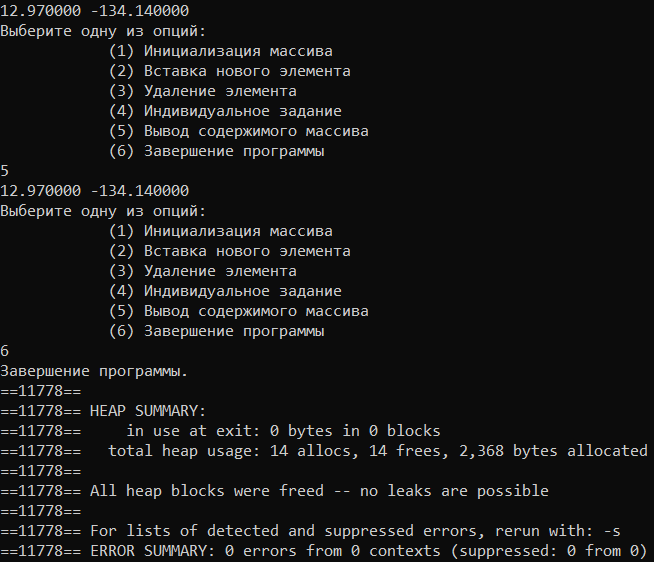 12.970000 -134.140000
Выберите одну из опций:
(1) Инициализация массива
(2) Вставка нового элемента
(3) Удаление элемента
(4) Индивидуальное задание
(5) Вывод содержимого массива
(6) Завершение программы
5
12.970000 -134.140000
Выберите одну из опций:
(1) Инициализация массива
(2) Вставка нового элемента
(3) Удаление элемента
(4) Индивидуальное задание
(5) Вывод содержимого массива
(6) Завершение программы
6
Завершение программы.
==11778==
==11778== HEAP SUMMARY:
==11778==     in use at exit: 0 bytes in 0 blocks
==11778==   total heap usage: 14 allocs, 14 frees, 2,368 bytes allocated
==11778==
==11778== All heap blocks were freed -- no leaks are possible
==11778==
==11778== For lists of detected and suppressed errors, rerun with: -s
==11778== ERROR SUMMARY: 0 errors from 0 contexts (suppressed: 0 from 0)